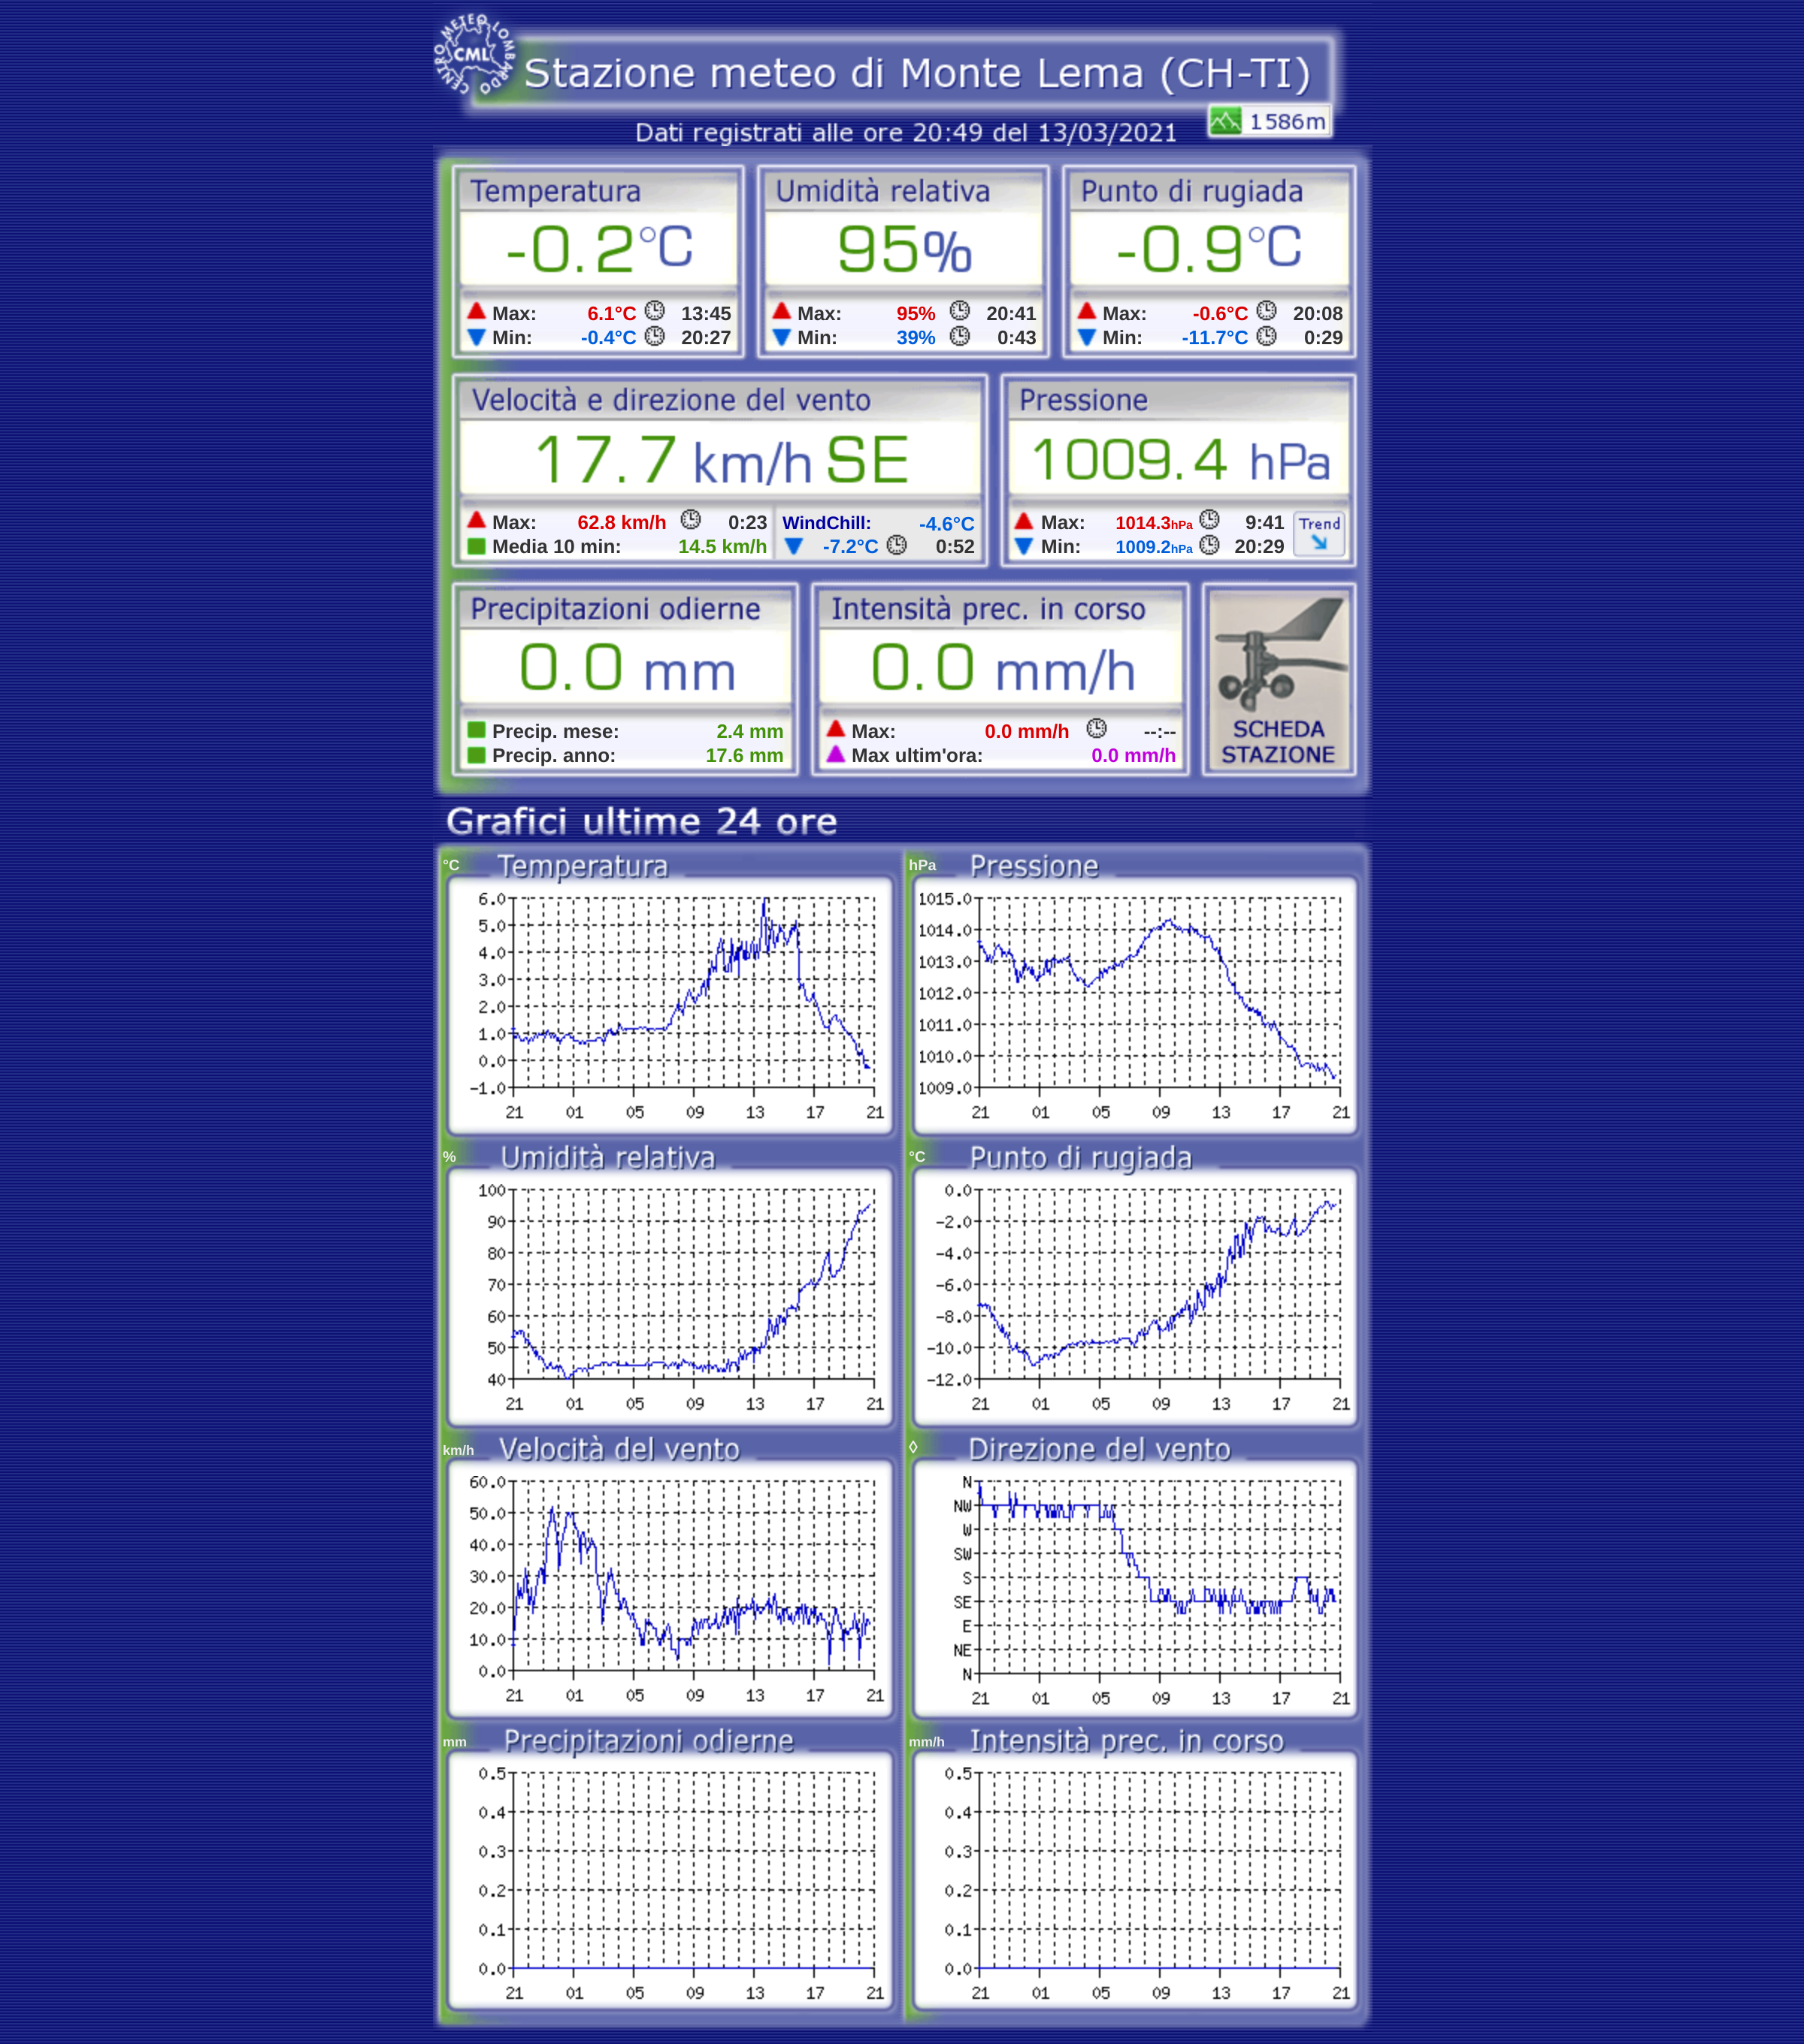 CENTRO METEO LOMBARDO
CML
Stazione meteo di Monte Lema (CH-TI)
1586m
Dati registrati alle ore 20:49 del 13/03/2021
Temperatura Umidità relativa Punto di rugiada
-0.2°C 95% -0.9°C
Max: 6.1°C 13:45 Max: 95% 20:41 Max: -0.6°C 20:08
Min: -0.4°C 20:27 Min: 39% 0:43 Min: -11.7°C 0:29
Velocità e direzione del vento Pressione
17.7 km/h SE 1009.4 hPa
Max: 62.8 km/h 0:23 WindChill: -4.6°C Max: 1014.3hPa 9:41 Trend
Media 10 min: 14.5 km/h -7.2°C 0:52 Min: 1009.2hPa 20:29
Precipitazioni odierne Intensità prec. in corso
0.0 mm 0.0 mm/h
Precip. mese: 2.4 mm Max: 0.0 mm/h --:-- SCHEDA
Precip. anno: 17.6 mm Max ultim'ora: 0.0 mm/h STAZIONE
Grafici ultime 24 ore
°C Temperatura
6.0
5.0
4.0
3.0
2.0
1.0
0.0
-1.0
21 01 05 09 13 17 21
hPa Pressione
1015.0
1014.0
1013.0
1012.0
1011.0
1010.0
1009.0
21 01 05 09 13 17 21
% Umidità relativa
100
90
80
70
60
50
40
21 01 05 09 13 17 21
°C Punto di rugiada
0.0
-2.0
-4.0
-6.0
-8.0
-10.0
-12.0
21 01 05 09 13 17 21
km/h Velocità del vento
60.0
50.0
40.0
30.0
20.0
10.0
0.0
21 01 05 09 13 17 21
◊ Direzione del vento
N
NW
W
SW
S
SE
E
NE
N
21 01 05 09 13 17 21
mm Precipitazioni odierne
0.5
0.4
0.3
0.2
0.1
0.0
21 01 05 09 13 17 21
mm/h Intensità prec. in corso
0.5
0.4
0.3
0.2
0.1
0.0
21 01 05 09 13 17 21